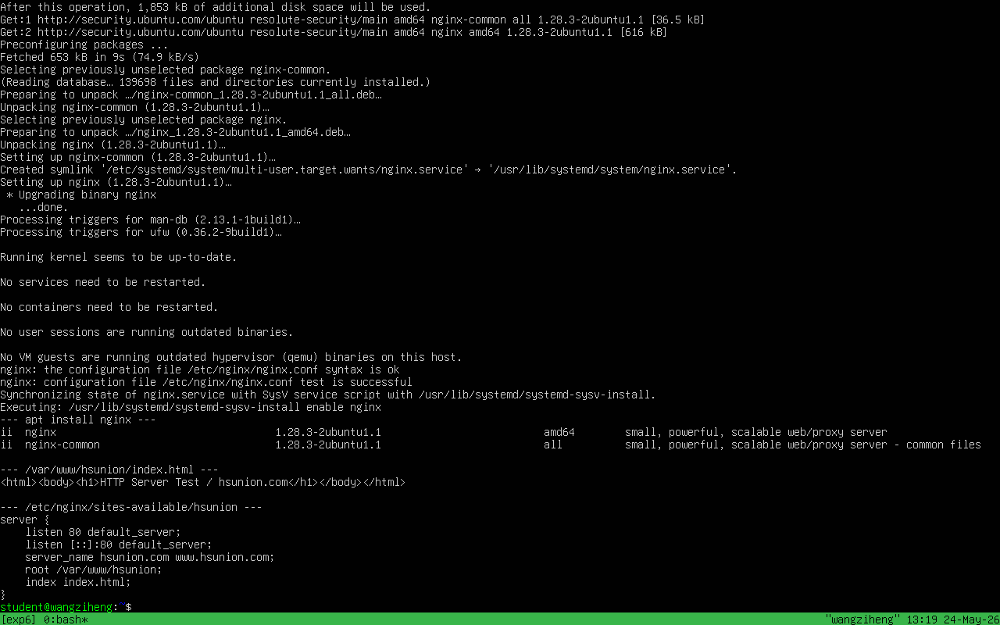 After this operation, 1,853 kB of additional disk space will be used.
Get:1 http://security.ubuntu.com/ubuntu resolute-security/main amd64 nginx-common all 1.28.3-2ubuntu1.1 [36.5 kB]
Get:2 http://security.ubuntu.com/ubuntu resolute-security/main amd64 nginx amd64 1.28.3-2ubuntu1.1 [616 kB]
Preconfiguring packages ...
Fetched 653 kB in 9s (74.9 kB/s)
Selecting previously unselected package nginx-common.
(Reading database… 139698 files and directories currently installed.)
Preparing to unpack …/nginx-common_1.28.3-2ubuntu1.1_all.deb…
Unpacking nginx-common (1.28.3-2ubuntu1.1)…
Selecting previously unselected package nginx.
Preparing to unpack …/nginx_1.28.3-2ubuntu1.1_amd64.deb…
Unpacking nginx (1.28.3-2ubuntu1.1)…
Setting up nginx-common (1.28.3-2ubuntu1.1)…
Created symlink '/etc/systemd/system/multi-user.target.wants/nginx.service' → '/usr/lib/systemd/system/nginx.service'.
Setting up nginx (1.28.3-2ubuntu1.1)…
 * Upgrading binary nginx
   ...done.
Processing triggers for man-db (2.13.1-1build1)…
Processing triggers for ufw (0.36.2-9build1)…
Running kernel seems to be up-to-date.
No services need to be restarted.
No containers need to be restarted.
No user sessions are running outdated binaries.
No VM guests are running outdated hypervisor (qemu) binaries on this host.
nginx: the configuration file /etc/nginx/nginx.conf syntax is ok
nginx: configuration file /etc/nginx/nginx.conf test is successful
Synchronizing state of nginx.service with SysV service script with /usr/lib/systemd/systemd-sysv-install.
Executing: /usr/lib/systemd/systemd-sysv-install enable nginx
--- apt install nginx ---
ii  nginx                                   1.28.3-2ubuntu1.1                          amd64        small, powerful, scalable web/proxy server
ii  nginx-common                            1.28.3-2ubuntu1.1                          all          small, powerful, scalable web/proxy server - common files
--- /var/www/hsunion/index.html ---
<html><body><h1>HTTP Server Test / hsunion.com</h1></body></html>
--- /etc/nginx/sites-available/hsunion ---
server {
    listen 80 default_server;
    listen [::]:80 default_server;
    server_name hsunion.com www.hsunion.com;
    root /var/www/hsunion;
    index index.html;
}
student@wangziheng:~$
[exp6] 0:bash*    "wangziheng" 13:19 24-May-26